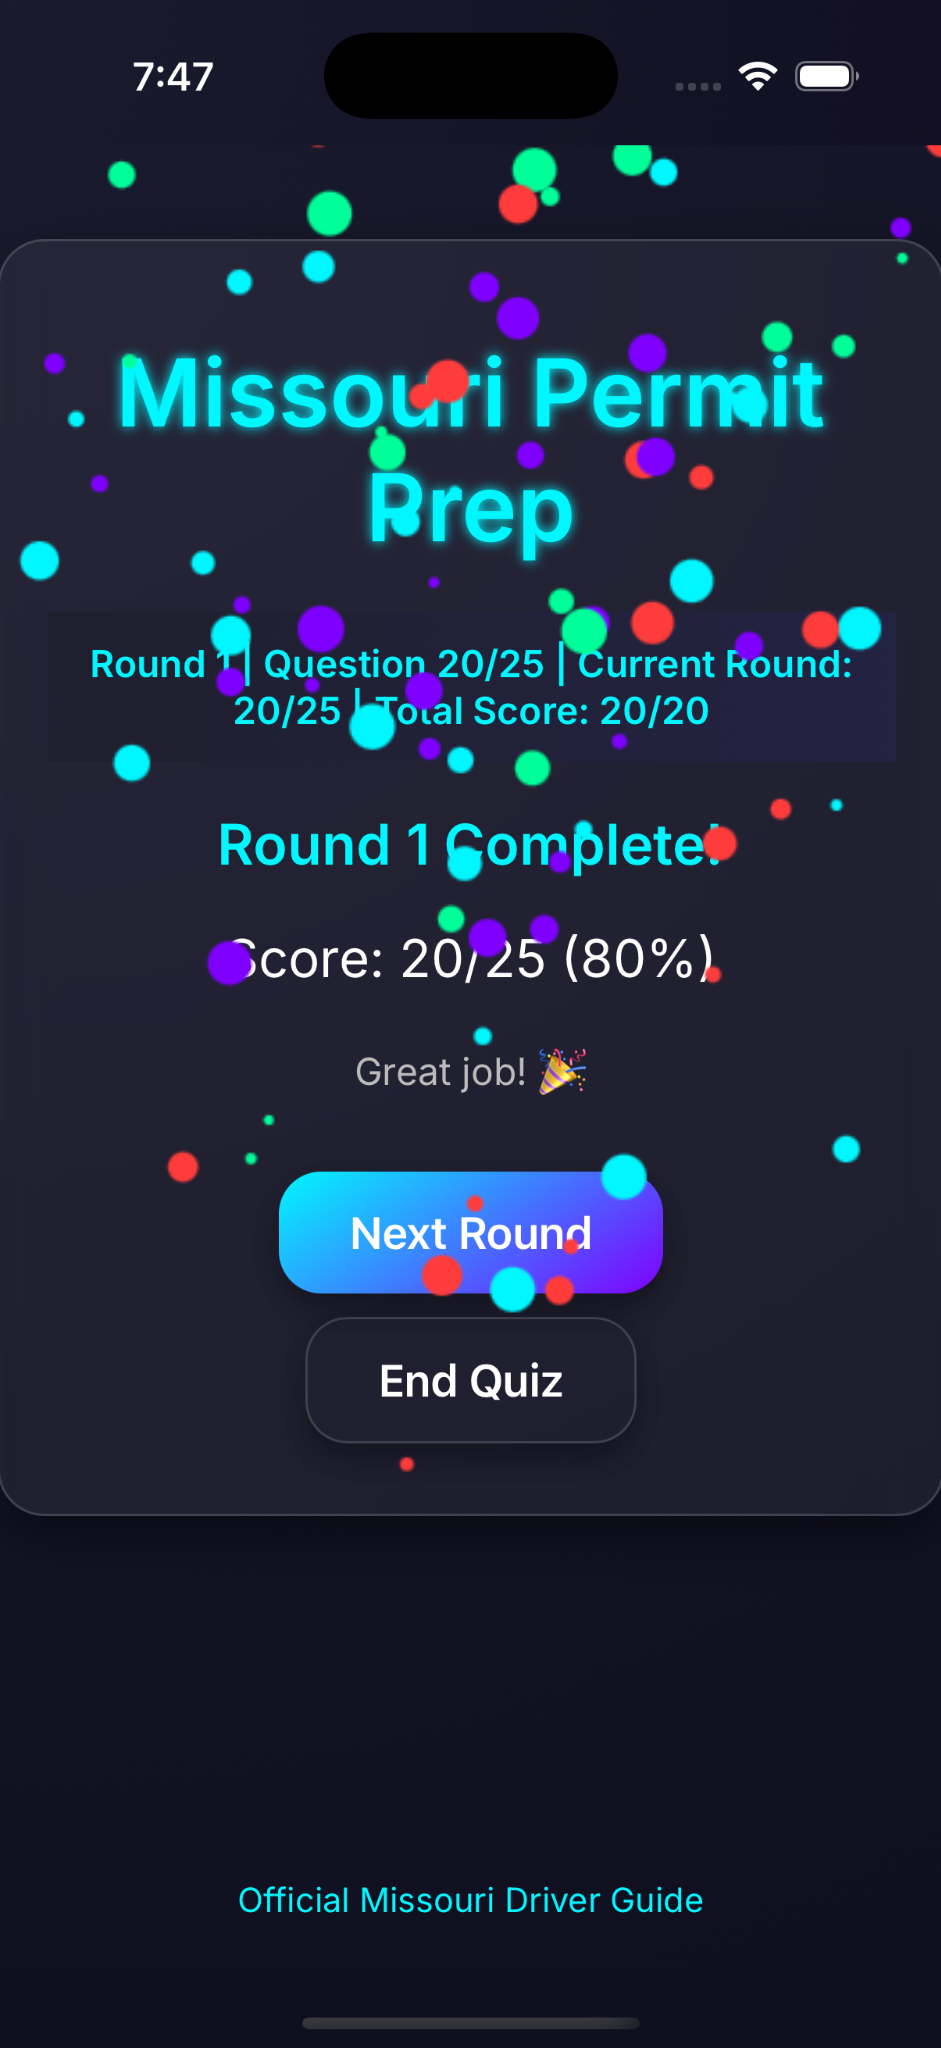 7:47
Missouri Permit
Prep
Round 1 | Question 20/25 | Current Round:
20/25 | Total Score: 20/20
Round 1 Complete!
Score: 20/25 (80%)
Great job! 🎉
Next Round
End Quiz
Official Missouri Driver Guide